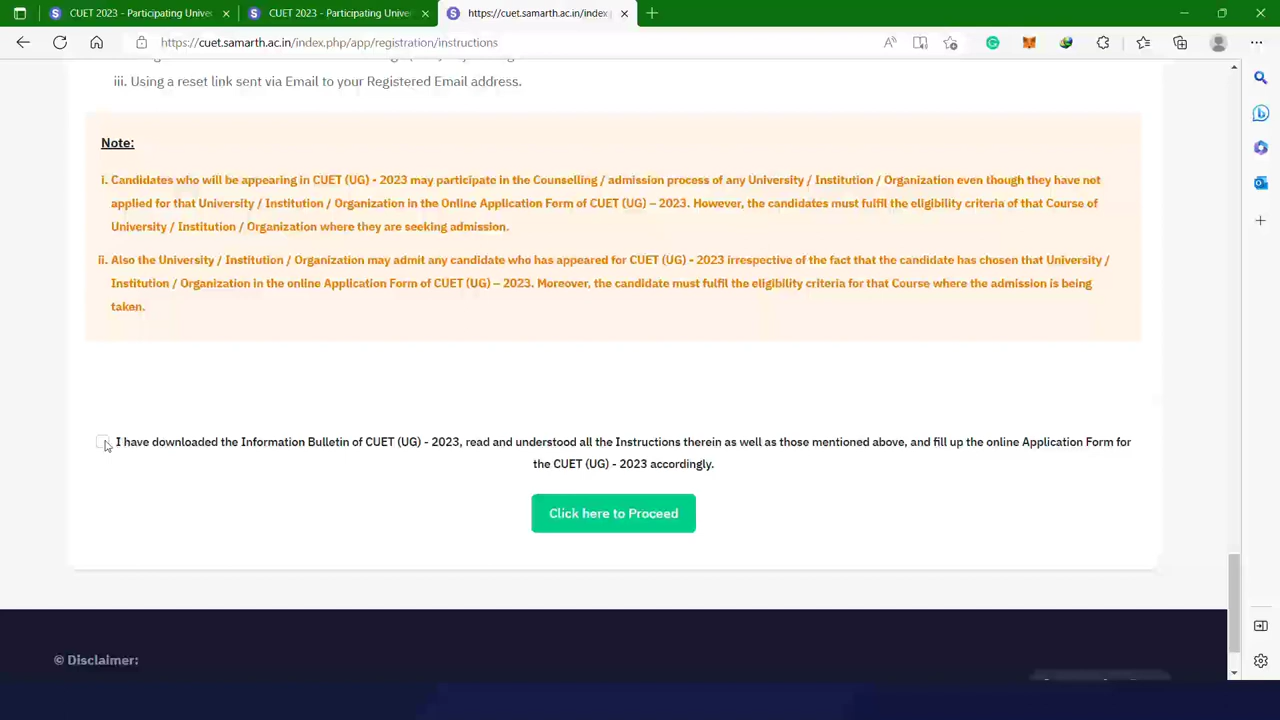 CUET 2023 - Participating Univer
CUET 2023 - Participating Univer
https://cuet.samarth.ac.in/index.p
https://cuet.samarth.ac.in/index.php/app/registration/instructions
iii. Using a reset link sent via Email to your Registered Email address.
Note:
i. Candidates who will be appearing in CUET (UG) - 2023 may participate in the Counselling / admission process of any University / Institution / Organization even though they have not
applied for that University / Institution / Organization in the Online Application Form of CUET (UG) – 2023. However, the candidates must fulfil the eligibility criteria of that Course of
University / Institution / Organization where they are seeking admission.
ii. Also the University / Institution / Organization may admit any candidate who has appeared for CUET (UG) - 2023 irrespective of the fact that the candidate has chosen that University /
Institution / Organization in the online Application Form of CUET (UG) – 2023. Moreover, the candidate must fulfil the eligibility criteria for that Course where the admission is being
taken.
I have downloaded the Information Bulletin of CUET (UG) - 2023, read and understood all the Instructions therein as well as those mentioned above, and fill up the online Application Form for
the CUET (UG) - 2023 accordingly.
Click here to Proceed
© Disclaimer: